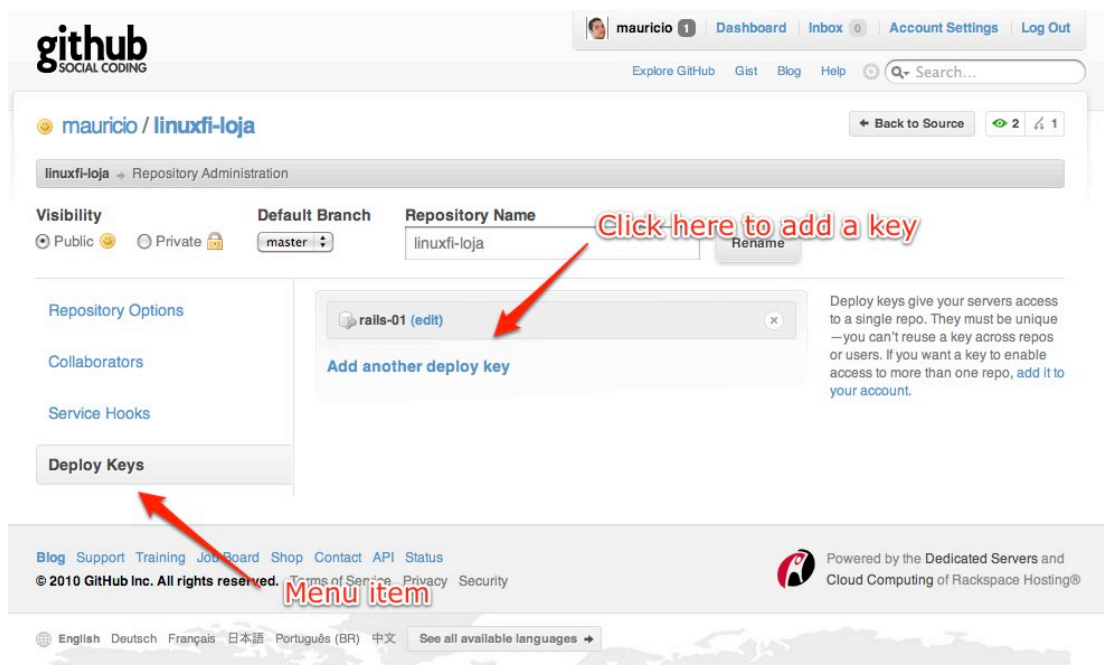 github
SOCIAL CODING
mauricio 1 Dashboard Inbox 0 Account Settings Log Out
Explore GitHub Gist Blog Help Search...
mauricio / linuxfi-loja
Back to Source 2 1
linuxfi-loja Repository Administration
Visibility
Default Branch
Repository Name
Public Private master linuxfi-loja Rename
Click here to add a key
Repository Options
Collaborators
Service Hooks
Deploy Keys
rails-01 (edit)
Add another deploy key
Deploy keys give your servers access
to a single repo. They must be unique
—you can't reuse a key across repos
or users. If you want a key to enable
access to more than one repo, add it to
your account.
Blog Support Training Job Board Shop Contact API Status
© 2010 GitHub Inc. All rights reserved. Terms of Service Privacy Security
Menu item
Powered by the Dedicated Servers and
Cloud Computing of Rackspace Hosting®
English Deutsch Français 日本語 Português (BR) 中文 See all available languages